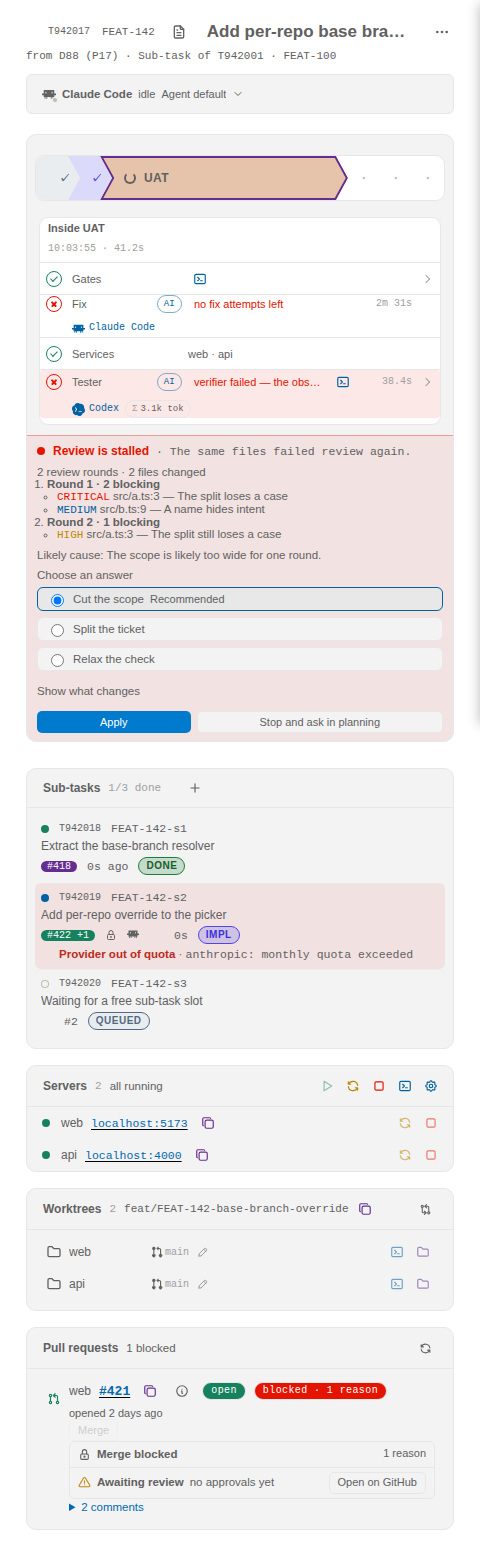 T942017 FEAT-142 Add per-repo base bra…
from D88 (P17) · Sub-task of T942001 · FEAT-100
Claude Code idle Agent default
UAT
Inside UAT
10:03:55 · 41.2s
Gates
Fix AI no fix attempts left 2m 31s
Claude Code
Services web · api
Tester AI verifier failed — the obs… 38.4s
Codex Σ 3.1k tok
Review is stalled · The same files failed review again.
2 review rounds · 2 files changed
1. Round 1 · 2 blocking
CRITICAL src/a.ts:3 — The split loses a case
MEDIUM src/b.ts:9 — A name hides intent
2. Round 2 · 1 blocking
HIGH src/a.ts:3 — The split still loses a case
Likely cause: The scope is likely too wide for one round.
Choose an answer
Cut the scope Recommended
Split the ticket
Relax the check
Show what changes
Apply Stop and ask in planning
Sub-tasks 1/3 done
T942018 FEAT-142-s1
Extract the base-branch resolver
#418 0s ago DONE
T942019 FEAT-142-s2
Add per-repo override to the picker
#422 +1 0s IMPL
Provider out of quota · anthropic: monthly quota exceeded
T942020 FEAT-142-s3
Waiting for a free sub-task slot
#2 QUEUED
Servers 2 all running
web localhost:5173
api localhost:4000
Worktrees 2 feat/FEAT-142-base-branch-override
web main
api main
Pull requests 1 blocked
web #421 open blocked · 1 reason
opened 2 days ago
Merge
Merge blocked 1 reason
Awaiting review no approvals yet Open on GitHub
2 comments